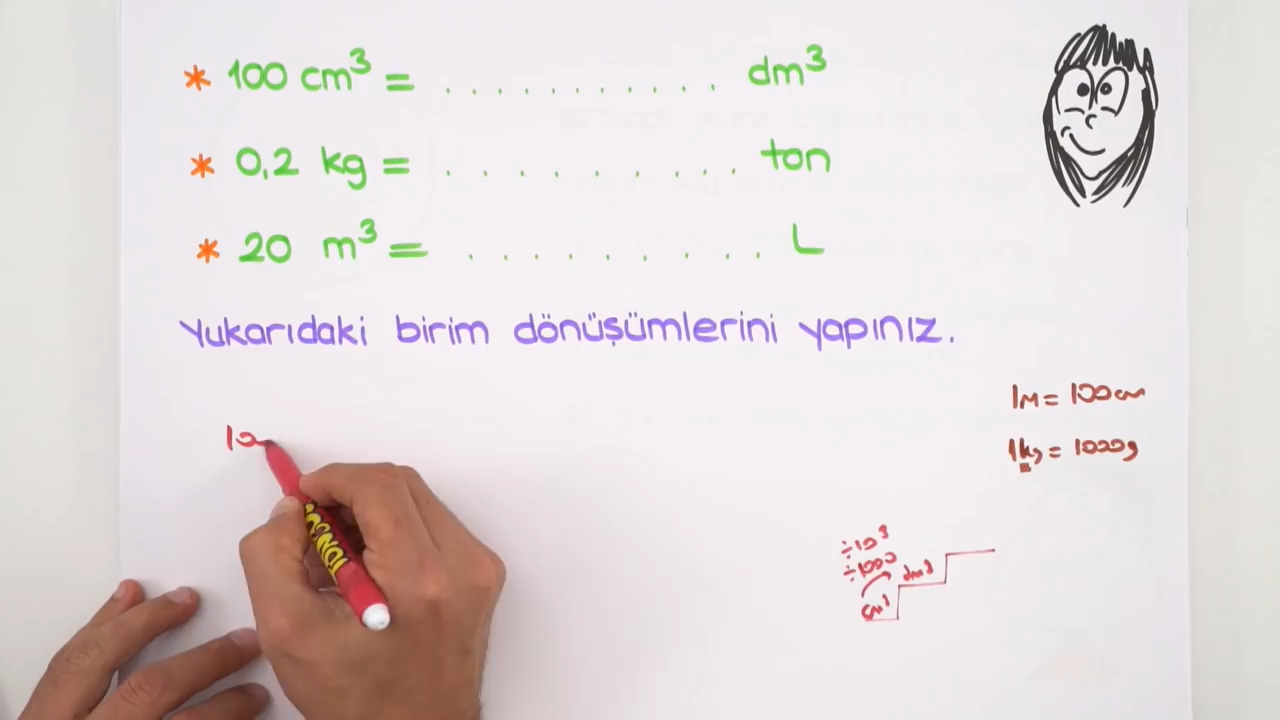 * 100 cm³ = ........... dm³
* 0,2 kg = .......... ton
* 20 m³ = .......... L
Yukarıdaki birim dönüşümlerini yapınız.
1m = 100cm
1kg = 1000g
10
÷10³
÷1000
dm³
cm³